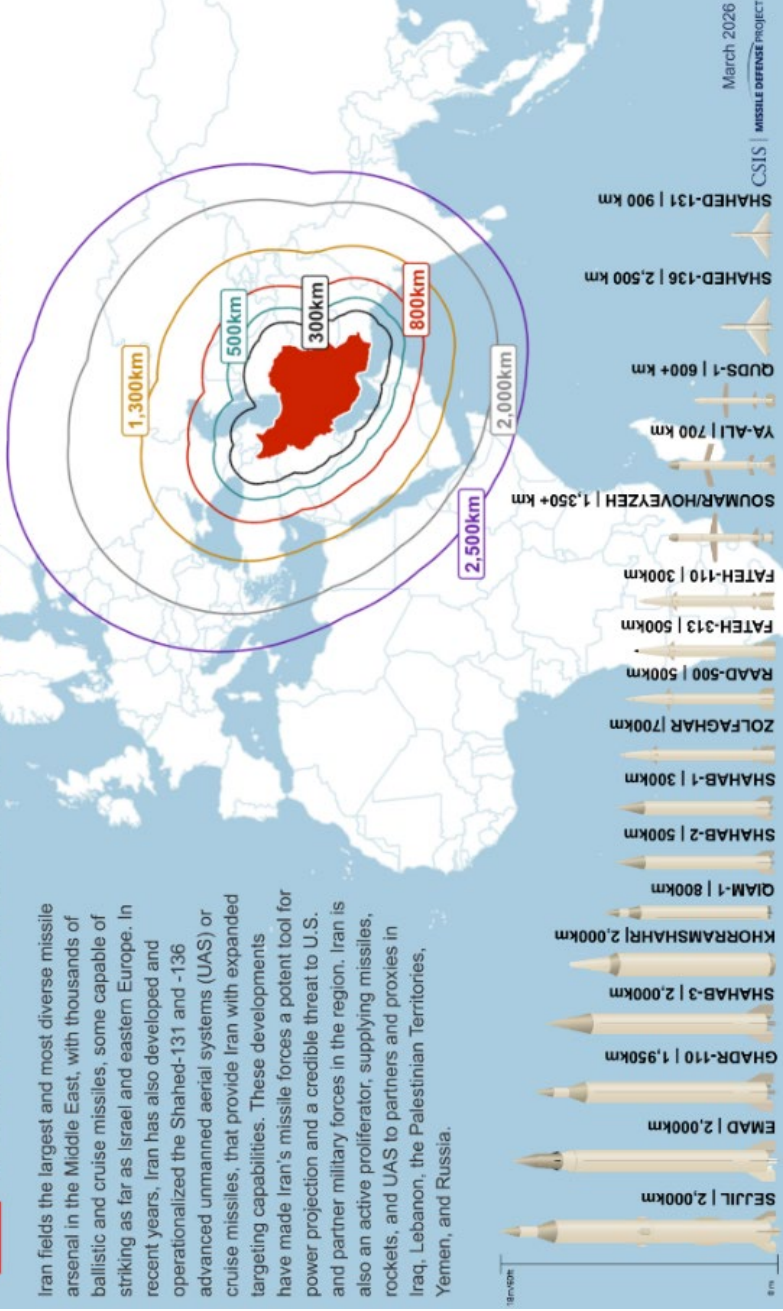 Iran fields the largest and most diverse missile
arsenal in the Middle East, with thousands of
ballistic and cruise missiles, some capable of
striking as far as Israel and eastern Europe. In
recent years, Iran has also developed and
operationalized the Shahed-131 and -136
advanced unmanned aerial systems (UAS) or
cruise missiles, that provide Iran with expanded
targeting capabilities. These developments
have made Iran's missile forces a potent tool for
power projection and a credible threat to U.S.
and partner military forces in the region. Iran is
also an active proliferator, supplying missiles,
rockets, and UAS to partners and proxies in
Iraq, Lebanon, the Palestinian Territories,
Yemen, and Russia.
1,300km
500km
300km
800km
2,000km
2,500km
18m/60ft
0 m
SEJJIL | 2,000km
EMAD | 2,000km
GHADR-110 | 1,950km
SHAHAB-3 | 2,000km
KHORRAMSHAHR| 2,000km
QIAM-1 | 800km
SHAHAB-2 | 500km
SHAHAB-1 | 300km
ZOLFAGHAR |700km
RAAD-500 | 500km
FATEH-313 | 500km
FATEH-110 | 300km
SOUMAR/HOVEYZEH | 1,350+ km
YA-ALI | 700 km
QUDS-1 | 600+ km
SHAHED-136 | 2,500 km
SHAHED-131 | 900 km
March 2026
CSIS | MISSILE DEFENSE PROJECT